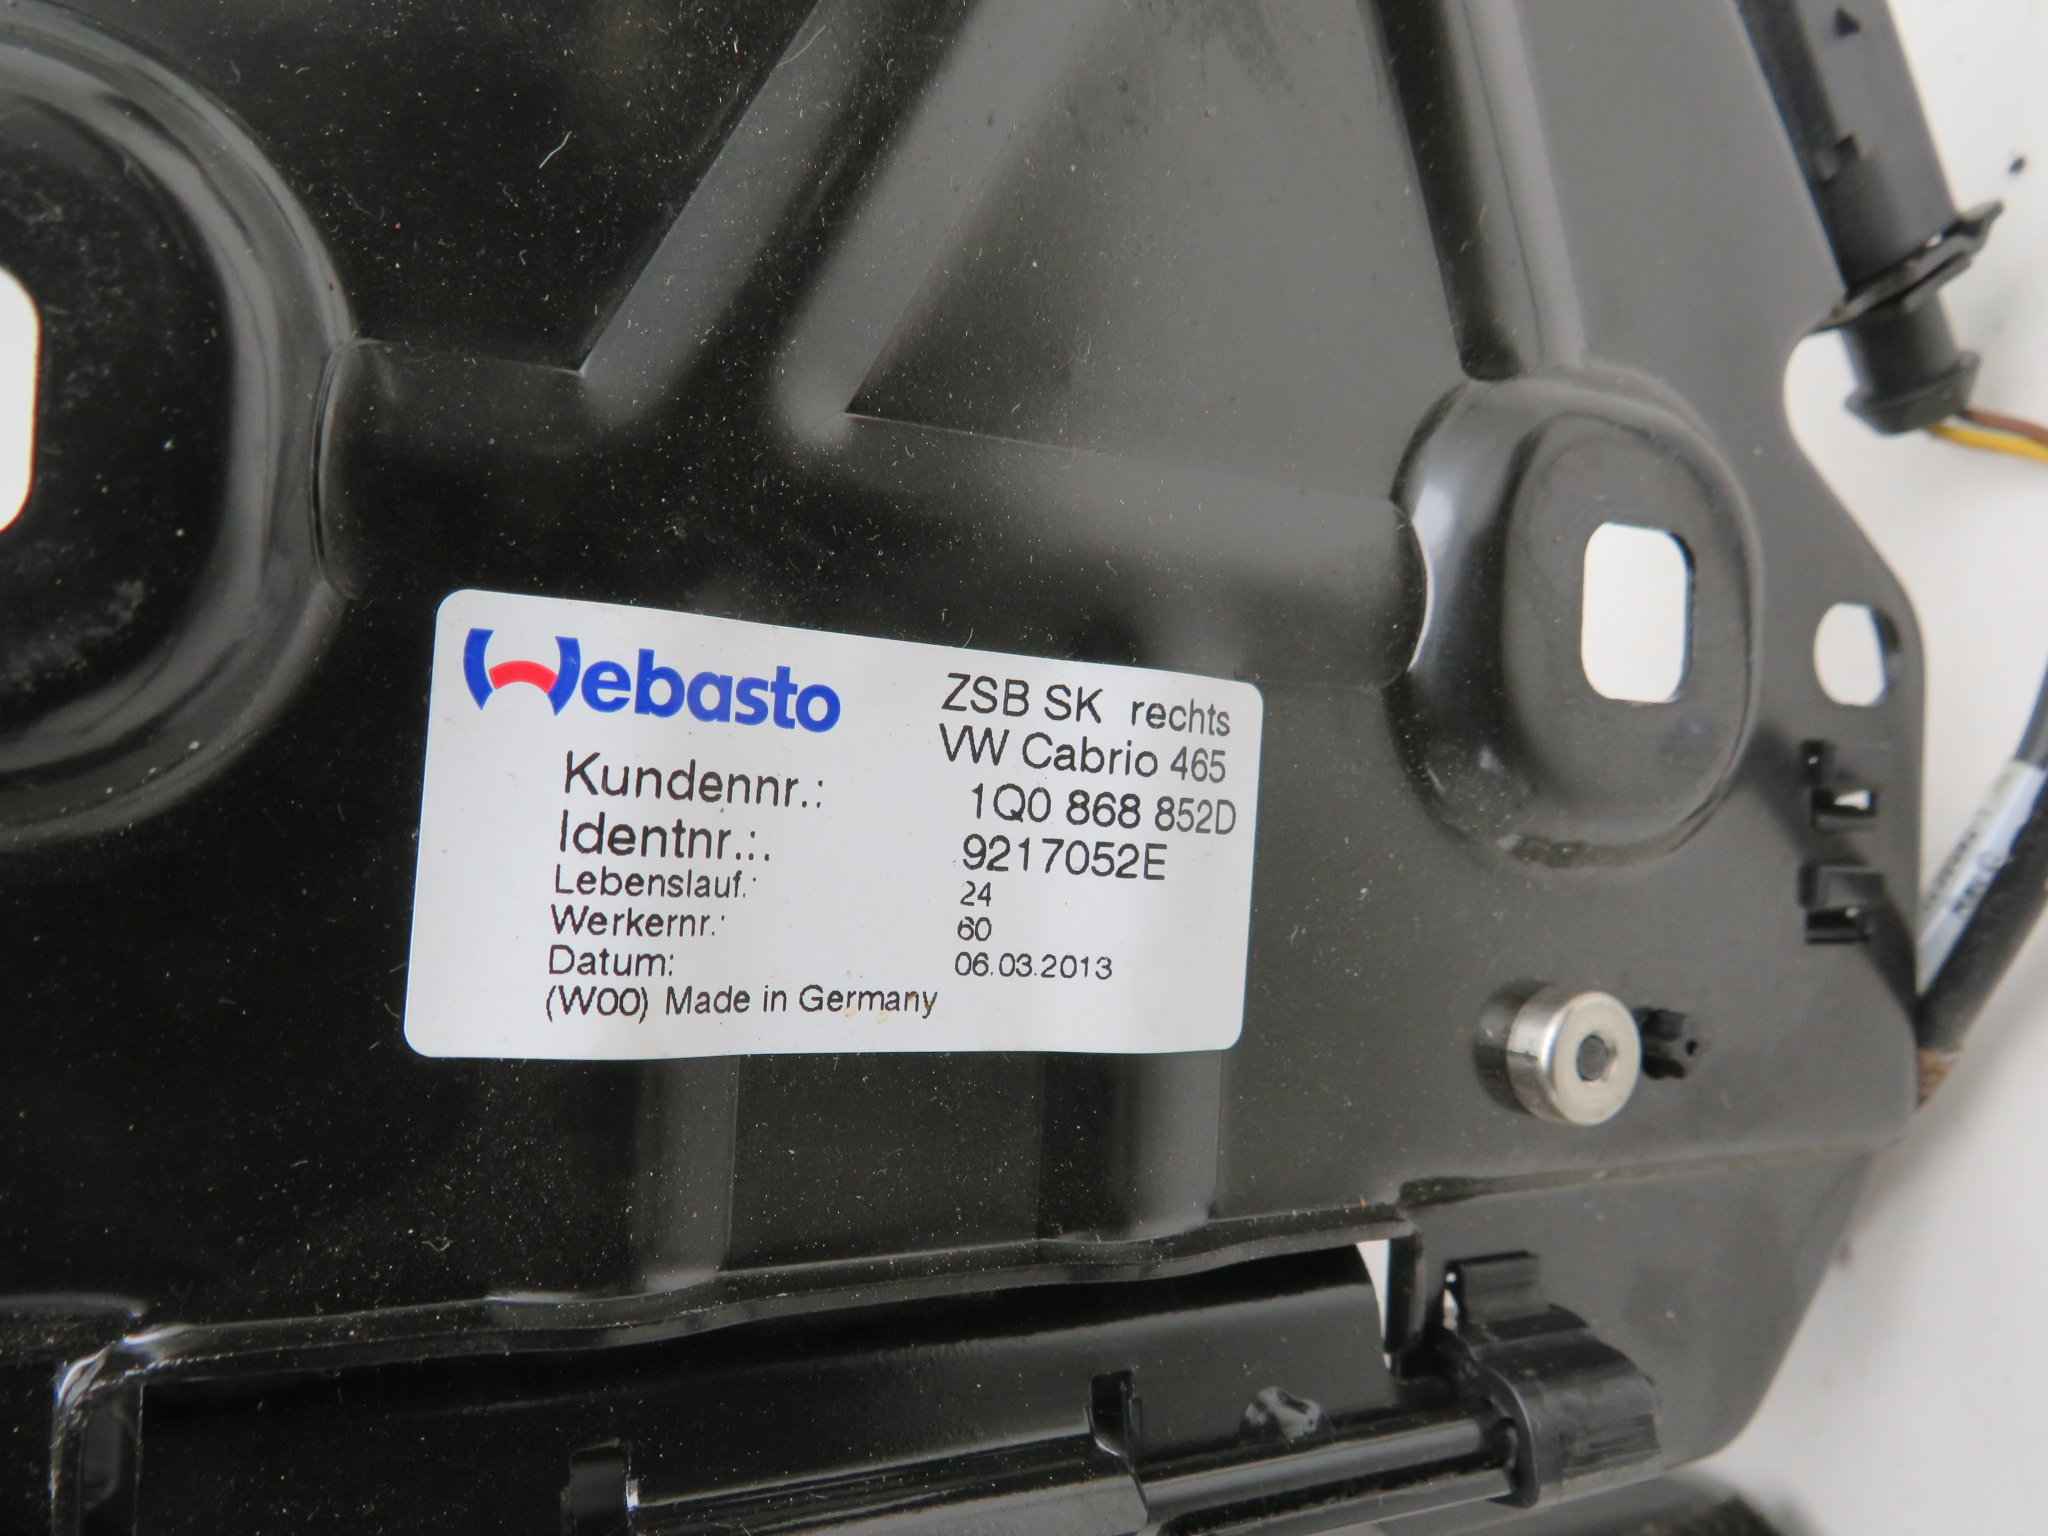 Webasto
ZSB SK rechts
VW Cabrio 465
Kundennr.: 1Q0 868 852D
Identnr.:. 9217052E
Lebenslauf.: 24
Werkernr.: 60
Datum: 06.03.2013
(W00) Made in Germany